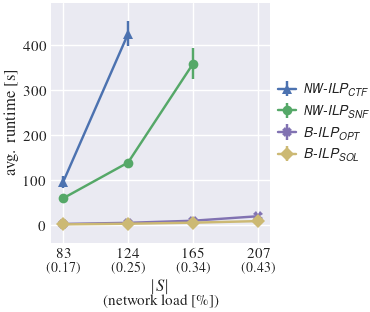 avg. runtime [s]
400
300
200
100
0
83 124 165 207
(0.17) (0.25) (0.34) (0.43)
|S|
(network load [%])
NW-ILP_CTF
NW-ILP_SNF
B-ILP_OPT
B-ILP_SOL